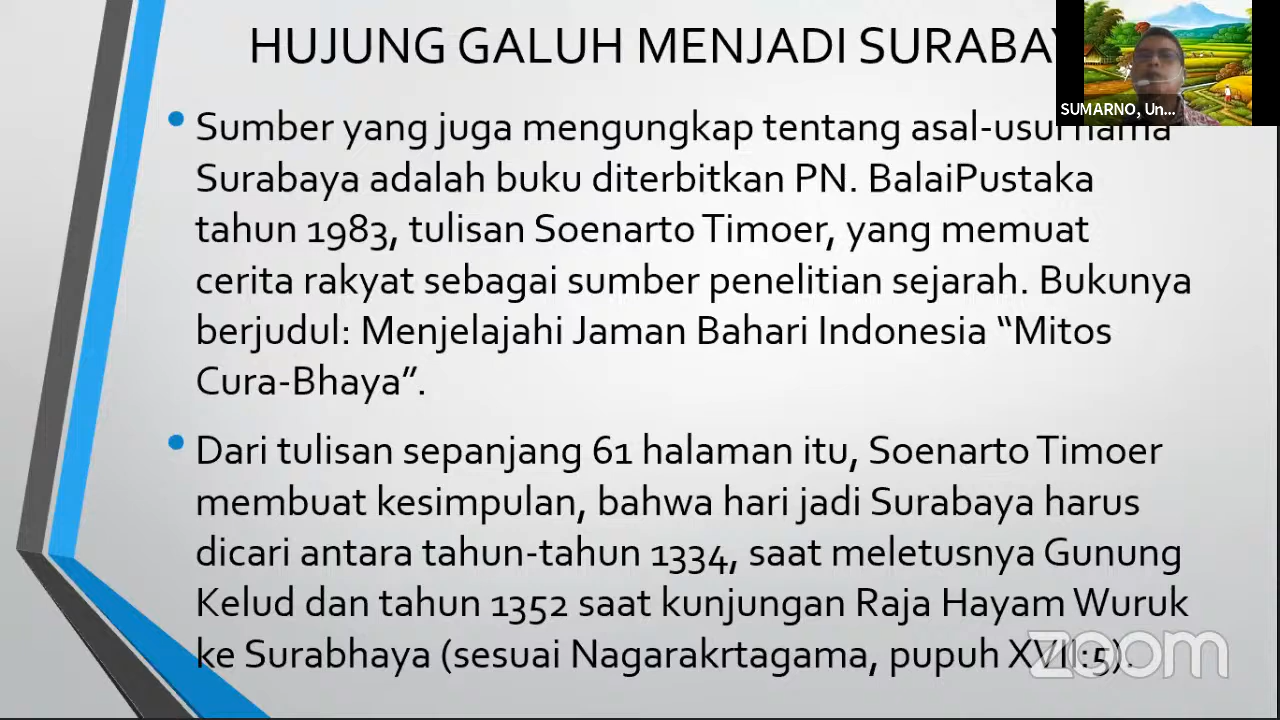 HUJUNG GALUH MENJADI SURABAY
SUMARNO, Un...
• Sumber yang juga mengungkap tentang asal-usul nama
Surabaya adalah buku diterbitkan PN. BalaiPustaka
tahun 1983, tulisan Soenarto Timoer, yang memuat
cerita rakyat sebagai sumber penelitian sejarah. Bukunya
berjudul: Menjelajahi Jaman Bahari Indonesia “Mitos
Cura-Bhaya”.
• Dari tulisan sepanjang 61 halaman itu, Soenarto Timoer
membuat kesimpulan, bahwa hari jadi Surabaya harus
dicari antara tahun-tahun 1334, saat meletusnya Gunung
Kelud dan tahun 1352 saat kunjungan Raja Hayam Wuruk
ke Surabhaya (sesuai Nagarakrtagama, pupuh XVII:5).
zoom